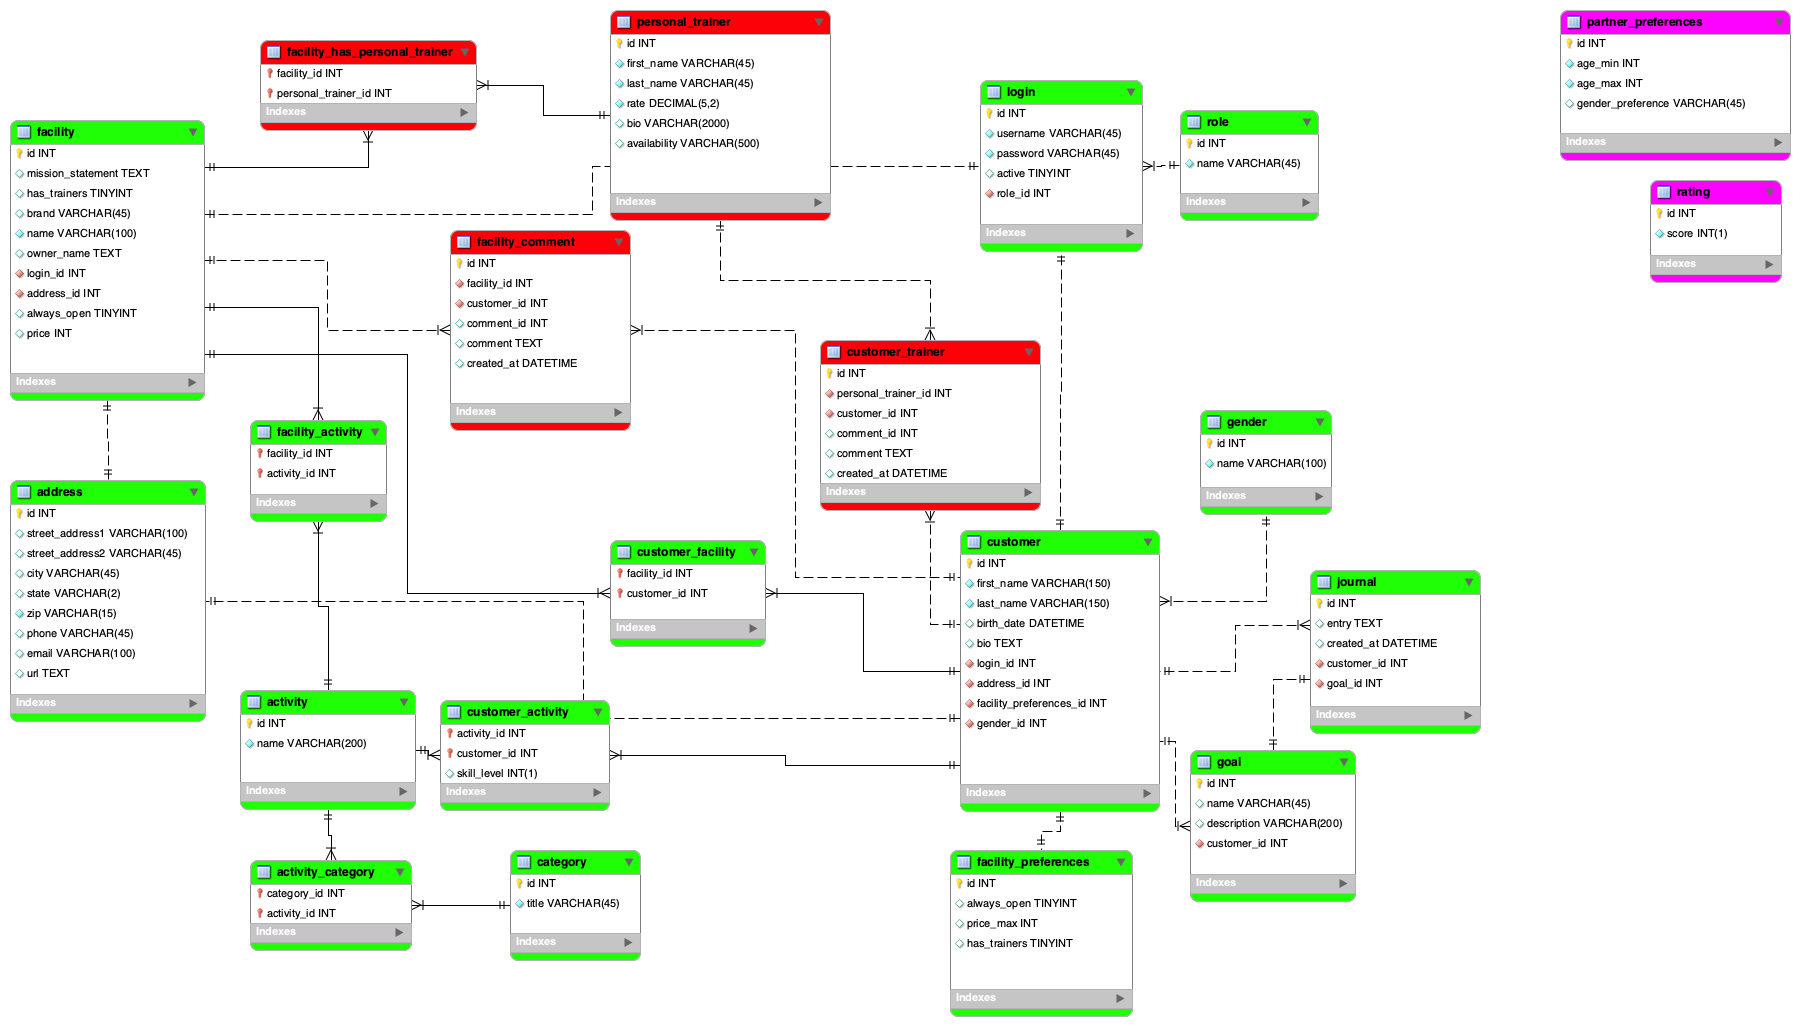 facility_has_personal_trainer
facility_id INT
personal_trainer_id INT
Indexes
personal_trainer
id INT
first_name VARCHAR(45)
last_name VARCHAR(45)
rate DECIMAL(5,2)
bio VARCHAR(2000)
availability VARCHAR(500)
Indexes
partner_preferences
id INT
age_min INT
age_max INT
gender_preference VARCHAR(45)
Indexes
login
id INT
username VARCHAR(45)
password VARCHAR(45)
active TINYINT
role_id INT
Indexes
role
id INT
name VARCHAR(45)
Indexes
rating
id INT
score INT(1)
Indexes
facility
id INT
mission_statement TEXT
has_trainers TINYINT
brand VARCHAR(45)
name VARCHAR(100)
owner_name TEXT
login_id INT
address_id INT
always_open TINYINT
price INT
Indexes
facility_comment
id INT
facility_id INT
customer_id INT
comment_id INT
comment TEXT
created_at DATETIME
Indexes
customer_trainer
id INT
personal_trainer_id INT
customer_id INT
comment_id INT
comment TEXT
created_at DATETIME
Indexes
facility_activity
facility_id INT
activity_id INT
Indexes
gender
id INT
name VARCHAR(100)
Indexes
address
id INT
street_address1 VARCHAR(100)
street_address2 VARCHAR(45)
city VARCHAR(45)
state VARCHAR(2)
zip VARCHAR(15)
phone VARCHAR(45)
email VARCHAR(100)
url TEXT
Indexes
customer_facility
facility_id INT
customer_id INT
Indexes
customer
id INT
first_name VARCHAR(150)
last_name VARCHAR(150)
birth_date DATETIME
bio TEXT
login_id INT
address_id INT
facility_preferences_id INT
gender_id INT
Indexes
journal
id INT
entry TEXT
created_at DATETIME
customer_id INT
goal_id INT
Indexes
activity
id INT
name VARCHAR(200)
Indexes
customer_activity
activity_id INT
customer_id INT
skill_level INT(1)
Indexes
goal
id INT
name VARCHAR(45)
description VARCHAR(200)
customer_id INT
Indexes
activity_category
category_id INT
activity_id INT
Indexes
category
id INT
title VARCHAR(45)
Indexes
facility_preferences
id INT
always_open TINYINT
price_max INT
has_trainers TINYINT
Indexes